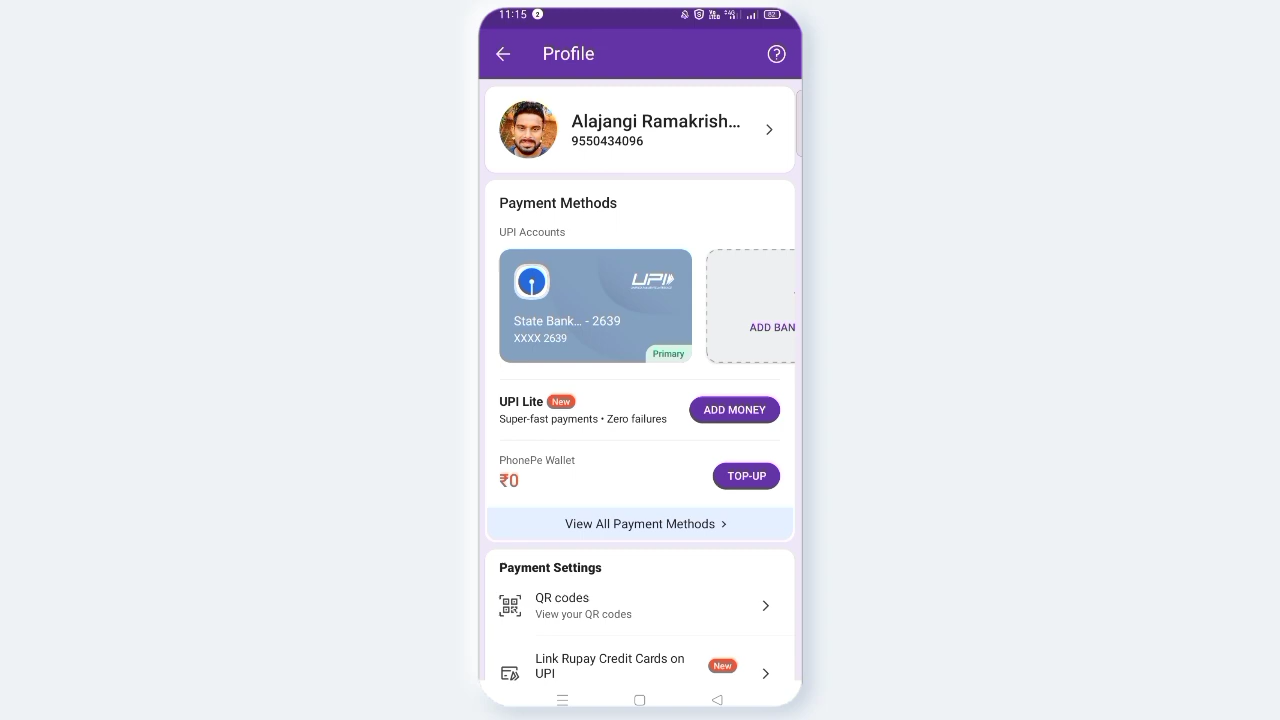 11:15 2
82
Profile
Alajangi Ramakrish...
9550434096
Payment Methods
UPI Accounts
UPI
State Bank... - 2639
XXXX 2639
Primary
ADD BAN
UPI Lite New
Super-fast payments • Zero failures
ADD MONEY
PhonePe Wallet
₹0
TOP-UP
View All Payment Methods
Payment Settings
QR codes
View your QR codes
Link Rupay Credit Cards on
UPI
New